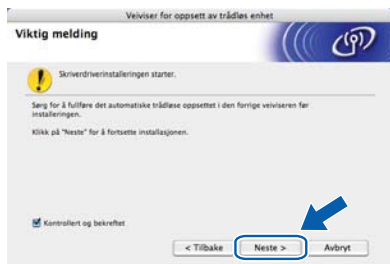 Veiviser for oppsett av trådløs enhet
Viktig melding
Skriverdriverinstalleringen starter.
Sørg for å fullføre det automatiske trådløse oppsettet i den forrige veiviseren før
installeringen.
Klikk på "Neste" for å fortsette installasjonen.
Kontrollert og bekreftet
< Tilbake Neste > Avbryt